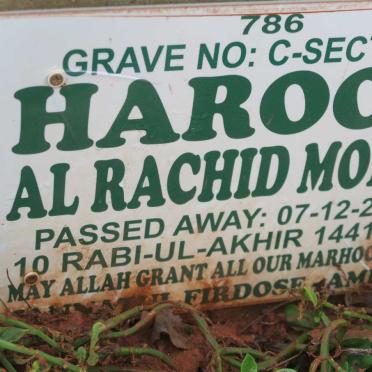 786
GRAVE NO: C-SECT
HAROO
AL RACHID MO
PASSED AWAY: 07-12-2
10 RABI-UL-AKHIR 1441
MAY ALLAH GRANT ALL OUR MARHOO
FIRDOSE